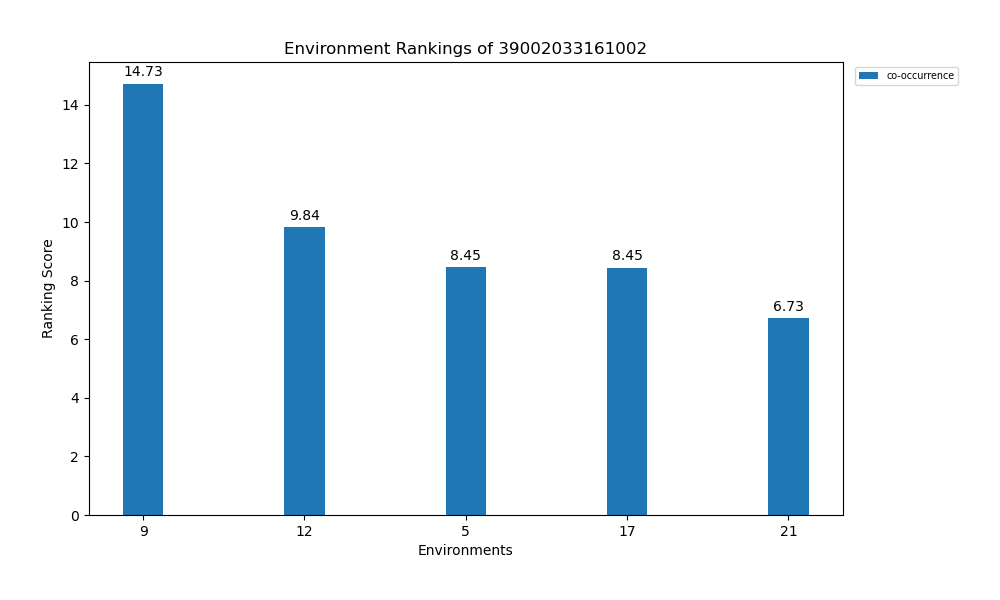 Environment Rankings of 39002033161002
14.73
co-occurrence
14
12
10
8
6
4
2
0
9.84
8.45
8.45
6.73
Ranking Score
9 12 5 17 21
Environments